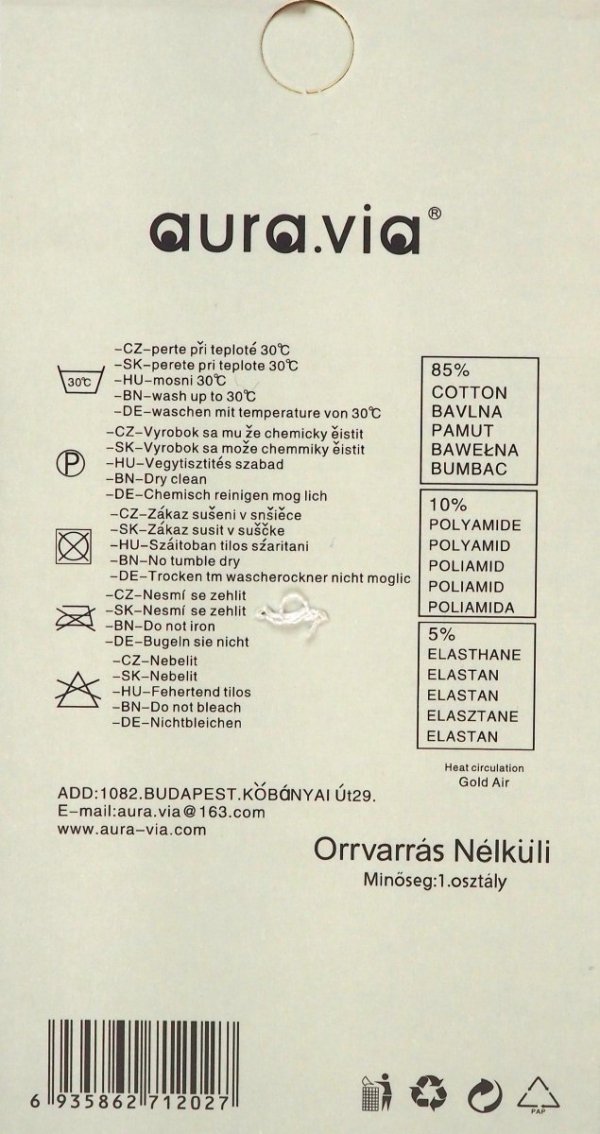 aura.via®
-CZ-perte při teploté 30℃
-SK-perete pri teplote 30℃
-HU-mosni 30℃
-BN-wash up to 30℃
-DE-waschen mit temperature von 30℃
30℃
-CZ-Vyrobok sa mu že chemicky ěistit
-SK-Vyrobok sa može chemmiky ěistit
-HU-Vegytisztités szabad
-BN-Dry clean
-DE-Chemisch reinigen mog lich
P
-CZ-Zákaz sušeni v snšiěce
-SK-Zákaz susit v suščke
-HU-Száitoban tilos sźaritani
-BN-No tumble dry
-DE-Trocken tm wascherockner nicht moglic
-CZ-Nesmí se zehlit
-SK-Nesmí se zehlit
-BN-Do not iron
-DE-Bugeln sie nicht
-CZ-Nebelit
-SK-Nebelit
-HU-Fehertend tilos
-BN-Do not bleach
-DE-Nichtbleichen
85%
COTTON
BAVLNA
PAMUT
BAWEŁNA
BUMBAC
10%
POLYAMIDE
POLYAMID
POLIAMID
POLIAMID
POLIAMIDA
5%
ELASTHANE
ELASTAN
ELASTAN
ELASZTANE
ELASTAN
Heat circulation
Gold Air
ADD:1082.BUDAPEST.KŐBÁNYAI Út29.
E-mail:aura.via@163.com
www.aura-via.com
Orrvarrás Nélküli
Minőseg:1.osztály
6 935862 712027
PAP